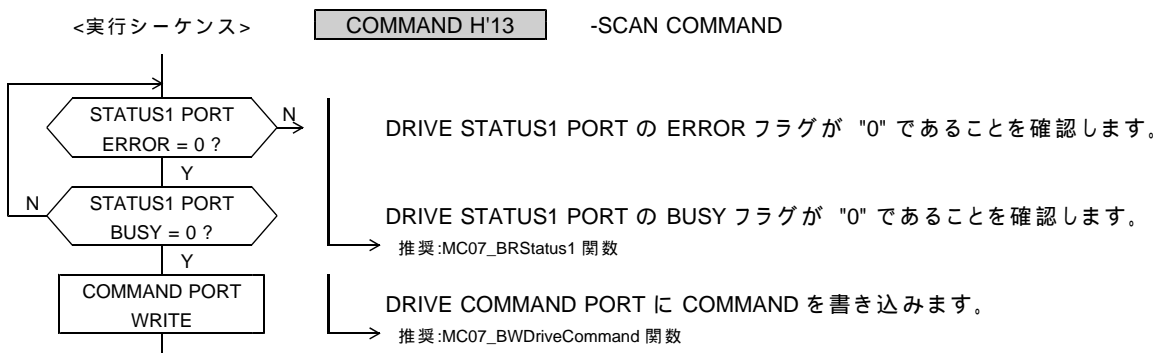 <実行シーケンス> COMMAND H'13 -SCAN COMMAND
STATUS1 PORT
ERROR = 0 ?
N
DRIVE STATUS1 PORT の ERROR フラグが "0" であることを確認します。
Y
N
STATUS1 PORT
BUSY = 0 ?
DRIVE STATUS1 PORT の BUSY フラグが "0" であることを確認します。
推奨:MC07_BRStatus1 関数
Y
COMMAND PORT
WRITE
DRIVE COMMAND PORT に COMMAND を書き込みます。
推奨:MC07_BWDriveCommand 関数